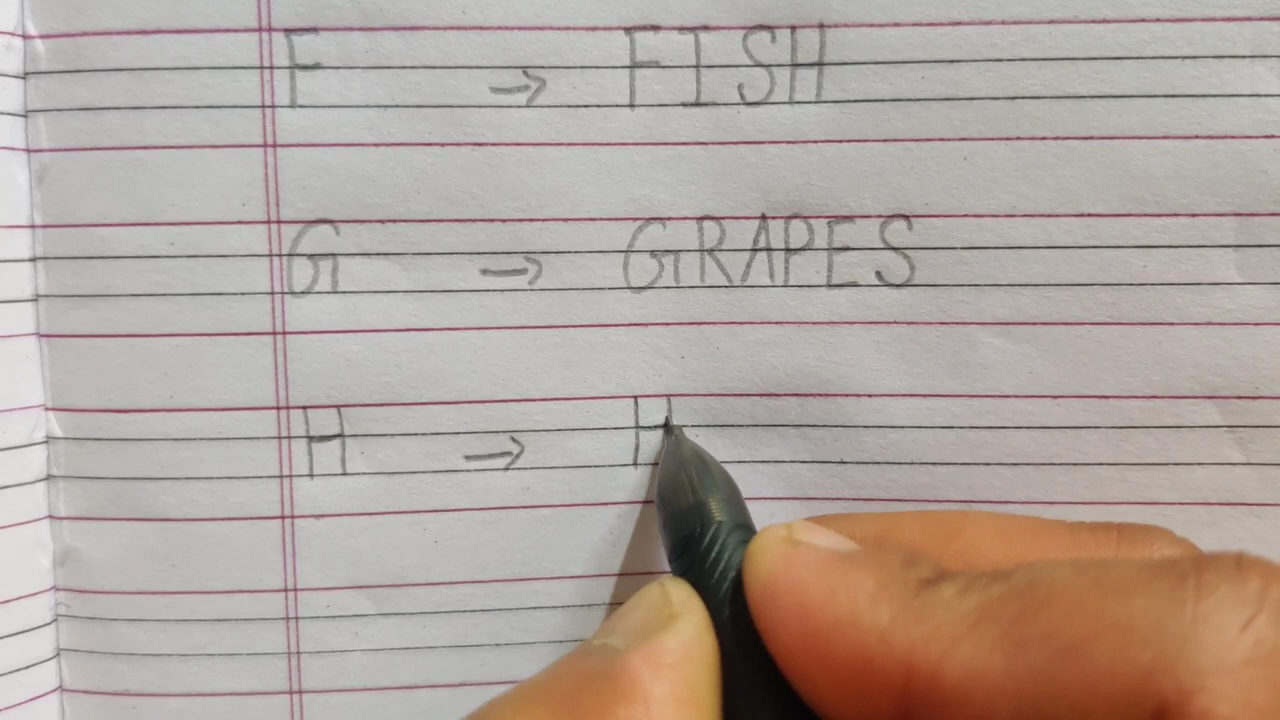 F → FISH
G → GRAPES
H → H